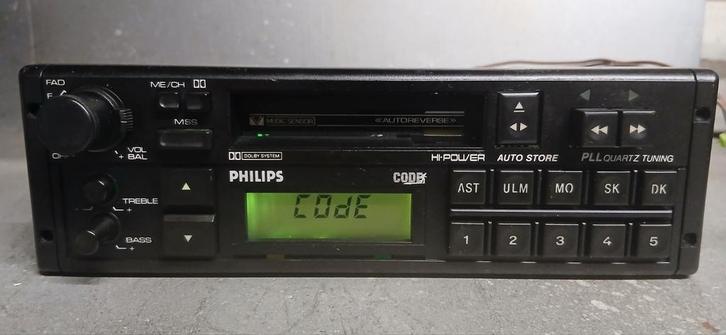 FAD
ME/CH
MSS
VOL
+ BAL
MUSIC SENSOR
<<AUTOREVERSE>>
DOLBY SYSTEM
HI-POWER
AUTO STORE
PLL QUARTZ TUNING
PHILIPS
CODE
COdE
TREBLE
- +
BASS
- +
AST ULM MO SK DK
1 2 3 4 5